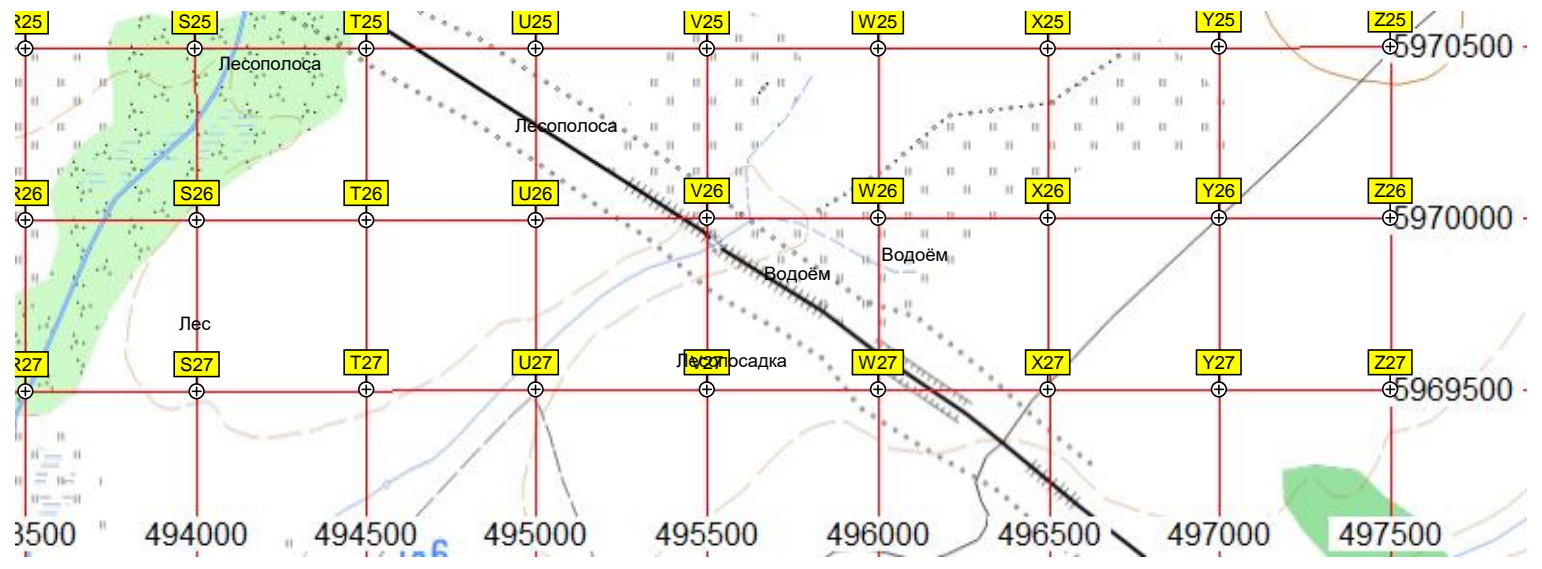 R25 S25 T25 U25 V25 W25 X25 Y25 Z25
5970500
Лесополоса
Лесополоса
R26 S26 T26 U26 V26 W26 X26 Y26 Z26
5970000
Водоём
Водоём
Лес
R27 S27 T27 U27 V27 W27 X27 Y27 Z27
Лесопосадка
5969500
3500 494000 494500 495000 495500 496000 496500 497000 497500